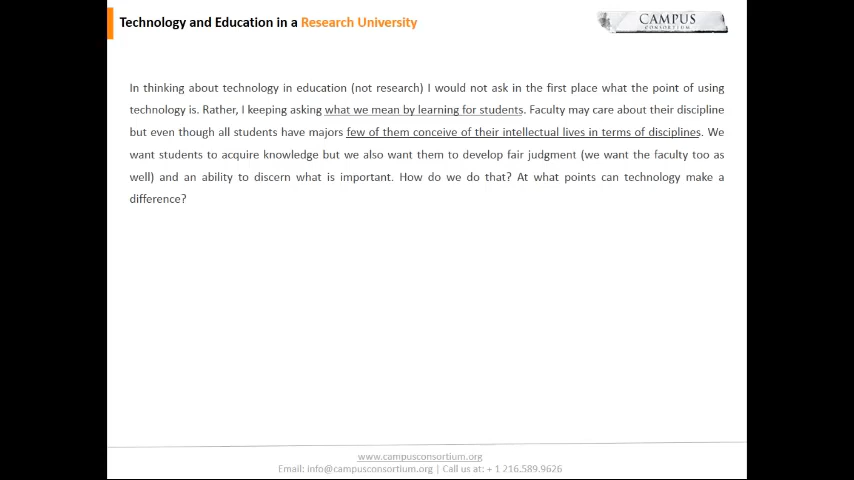 Technology and Education in a Research University
CAMPUS
CONSORTIUM
In thinking about technology in education (not research) I would not ask in the first place what the point of using
technology is. Rather, I keeping asking what we mean by learning for students. Faculty may care about their discipline
but even though all students have majors few of them conceive of their intellectual lives in terms of disciplines. We
want students to acquire knowledge but we also want them to develop fair judgment (we want the faculty too as
well) and an ability to discern what is important. How do we do that? At what points can technology make a
difference?
www.campusconsortium.org
Email: info@campusconsortium.org | Call us at: + 1 216.589.9626